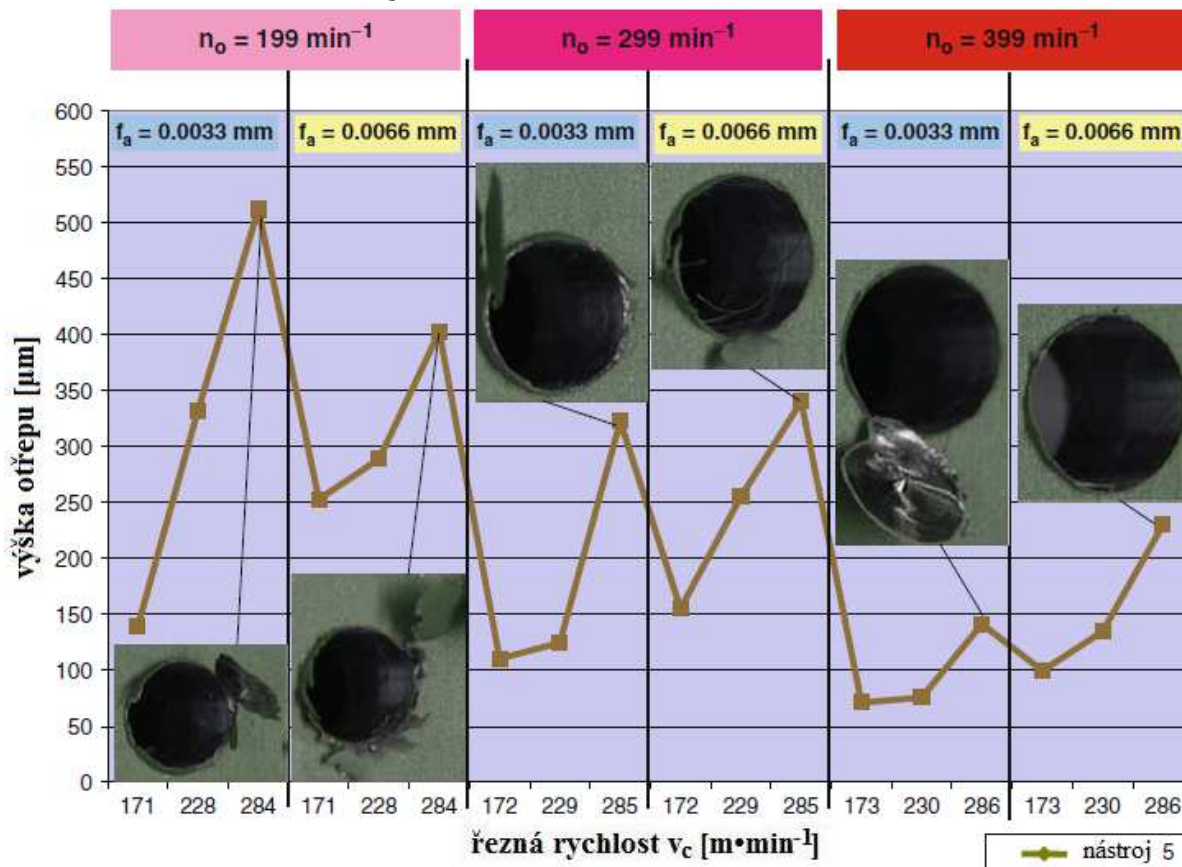 nₒ = 199 min⁻¹
nₒ = 299 min⁻¹
nₒ = 399 min⁻¹
fₐ = 0.0033 mm
fₐ = 0.0066 mm
fₐ = 0.0033 mm
fₐ = 0.0066 mm
fₐ = 0.0033 mm
fₐ = 0.0066 mm
výška otřepu [µm]
600
550
500
450
400
350
300
250
200
150
100
50
0
171 228 284 171 228 284 172 229 285 172 229 285 173 230 286 173 230 286
řezná rychlost v_c [m•min⁻¹]
nástroj 5